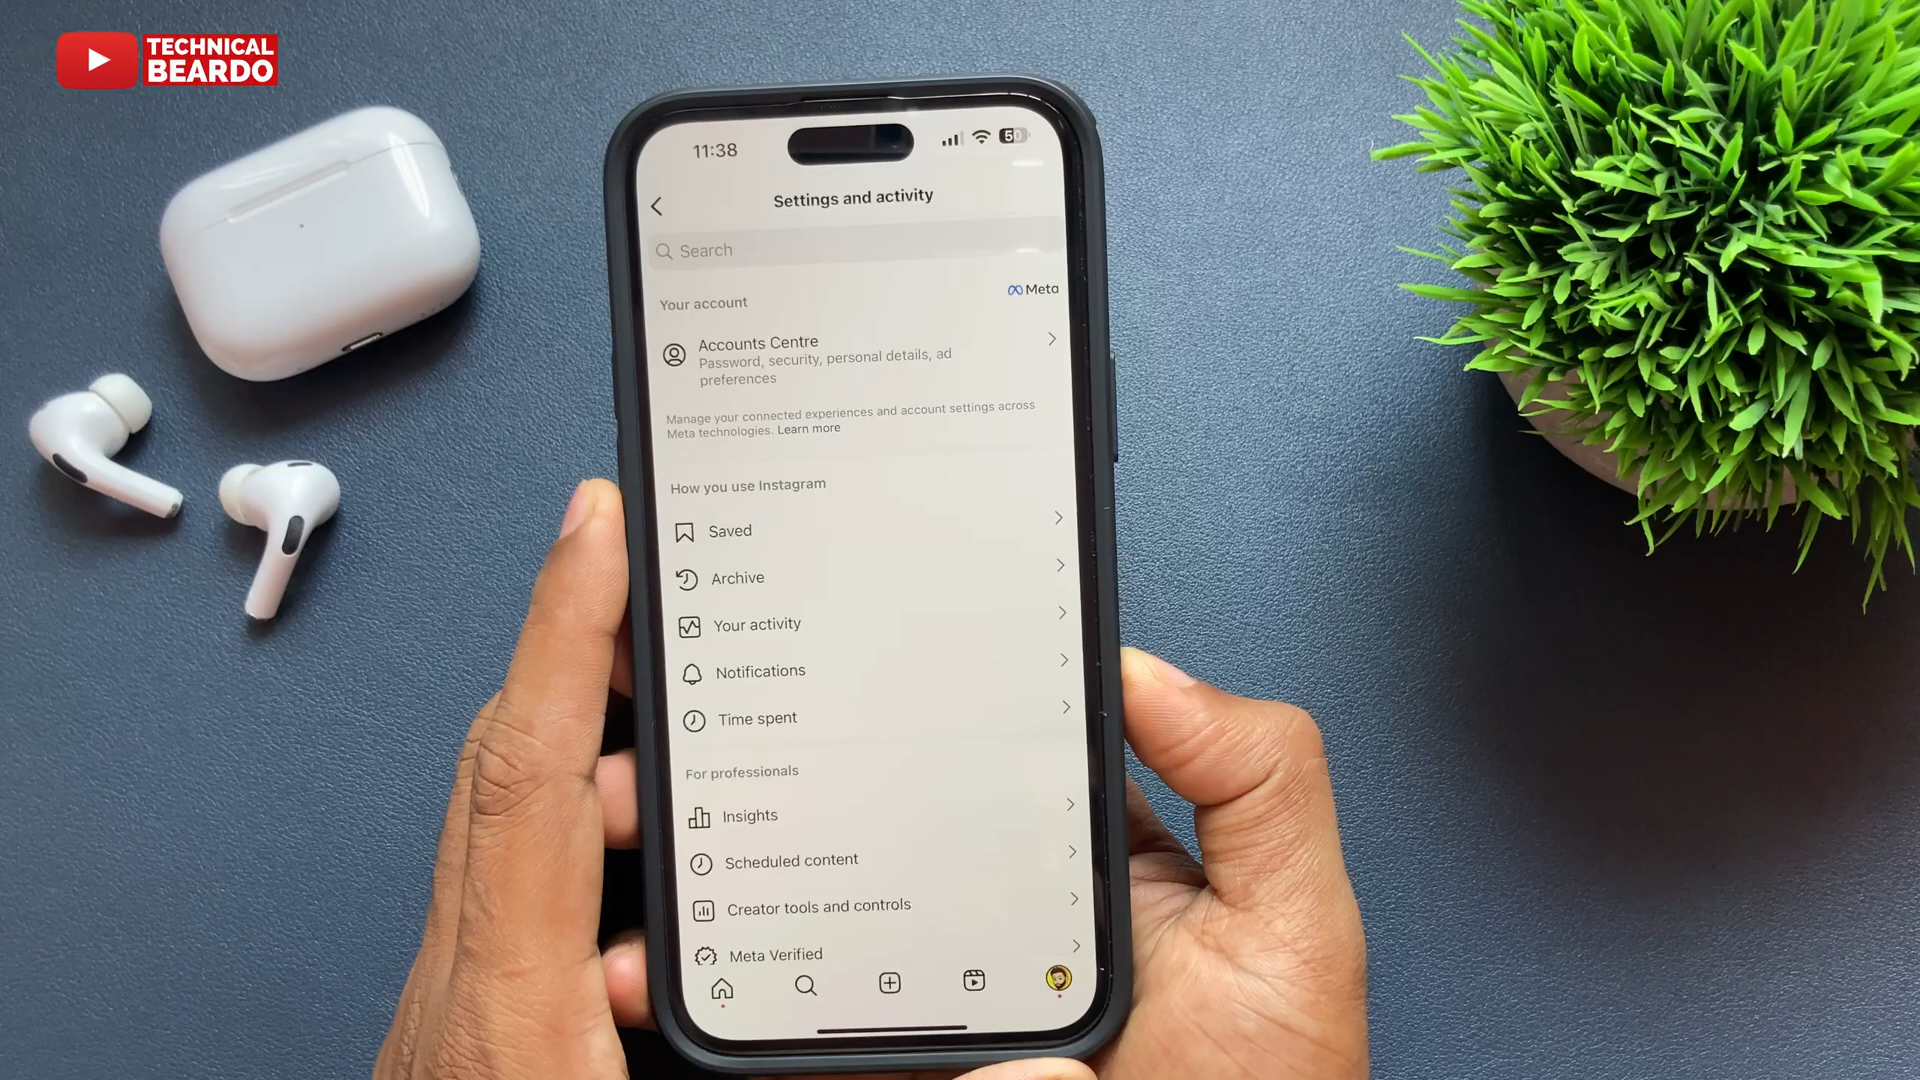 TECHNICAL
BEARDO
11:38
50
Settings and activity
Search
Your account
Meta
Accounts Centre
Password, security, personal details, ad
preferences
Manage your connected experiences and account settings across
Meta technologies. Learn more
How you use Instagram
Saved
Archive
Your activity
Notifications
Time spent
For professionals
Insights
Scheduled content
Creator tools and controls
Meta Verified